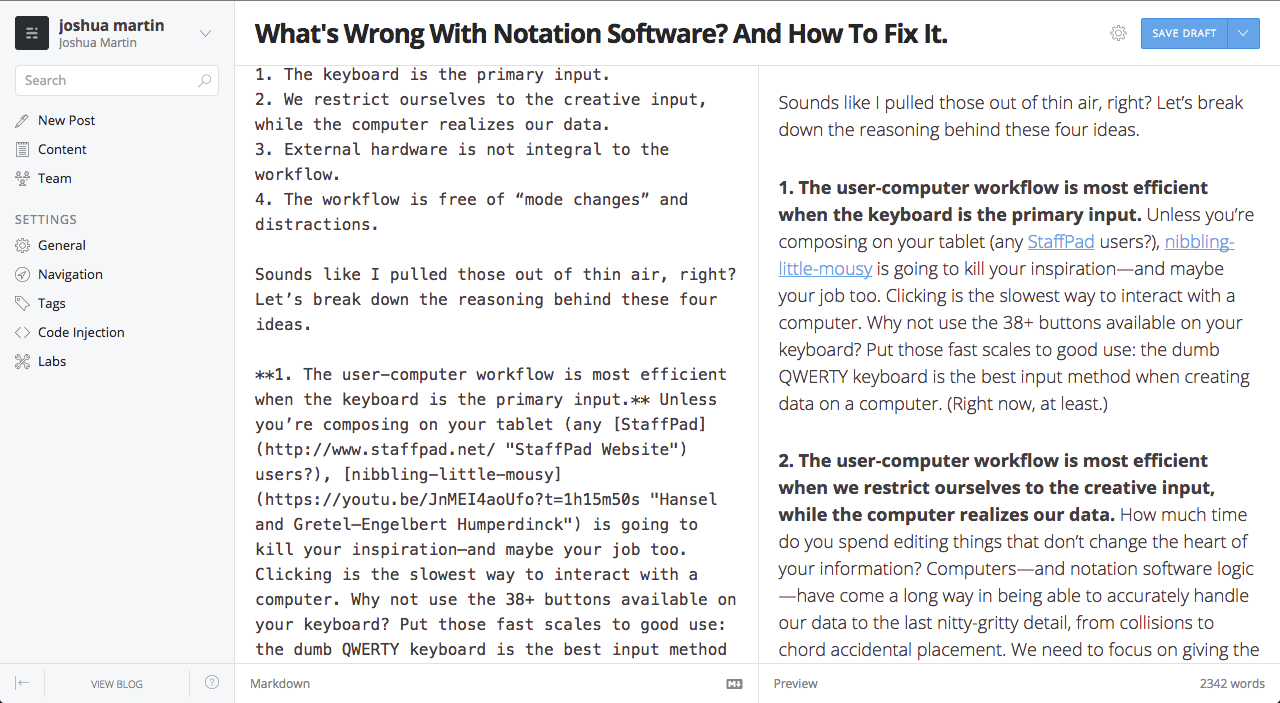 joshua martin
Joshua Martin
Search
New Post
Content
Team
SETTINGS
General
Navigation
Tags
Code Injection
Labs
VIEW BLOG
What's Wrong With Notation Software? And How To Fix It.
SAVE DRAFT
1. The keyboard is the primary input.
2. We restrict ourselves to the creative input,
while the computer realizes our data.
3. External hardware is not integral to the
workflow.
4. The workflow is free of “mode changes” and
distractions.
Sounds like I pulled those out of thin air, right?
Let’s break down the reasoning behind these four
ideas.
**1. The user-computer workflow is most efficient
when the keyboard is the primary input.** Unless
you’re composing on your tablet (any [StaffPad]
(http://www.staffpad.net/ "StaffPad Website")
users?), [nibbling-little-mousy]
(https://youtu.be/JnMEI4aoUfo?t=1h15m50s "Hansel
and Gretel—Engelbert Humperdinck") is going to
kill your inspiration—and maybe your job too.
Clicking is the slowest way to interact with a
computer. Why not use the 38+ buttons available on
your keyboard? Put those fast scales to good use:
the dumb QWERTY keyboard is the best input method
Markdown
Sounds like I pulled those out of thin air, right? Let’s break
down the reasoning behind these four ideas.
1. The user-computer workflow is most efficient
when the keyboard is the primary input. Unless you’re
composing on your tablet (any StaffPad users?), nibbling-
little-mousy is going to kill your inspiration—and maybe
your job too. Clicking is the slowest way to interact with a
computer. Why not use the 38+ buttons available on your
keyboard? Put those fast scales to good use: the dumb
QWERTY keyboard is the best input method when creating
data on a computer. (Right now, at least.)
2. The user-computer workflow is most efficient
when we restrict ourselves to the creative input,
while the computer realizes our data. How much time
do you spend editing things that don’t change the heart of
your information? Computers—and notation software logic
—have come a long way in being able to accurately handle
our data to the last nitty-gritty detail, from collisions to
chord accidental placement. We need to focus on giving the
Preview
2342 words